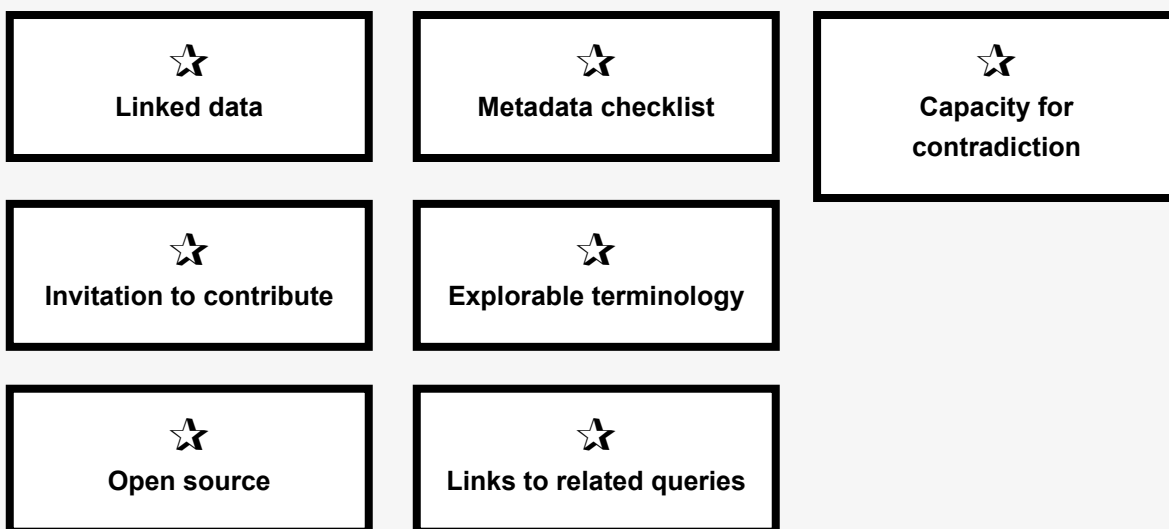 Linked data
Metadata checklist
Capacity for
contradiction
Invitation to contribute
Explorable terminology
Open source
Links to related queries